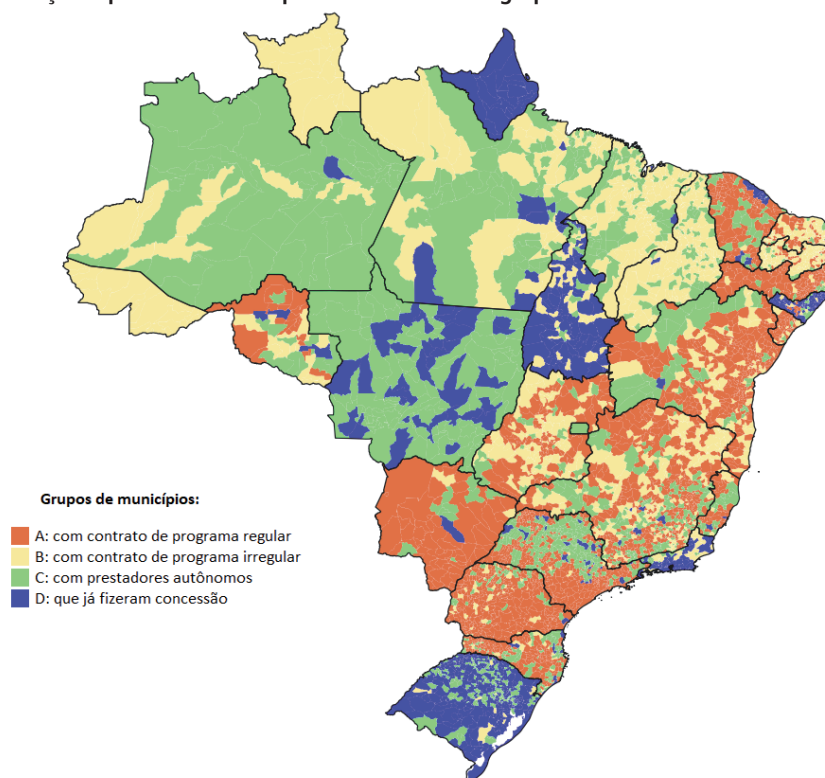 Grupos de municípios:
A: com contrato de programa regular
B: com contrato de programa irregular
C: com prestadores autônomos
D: que já fizeram concessão